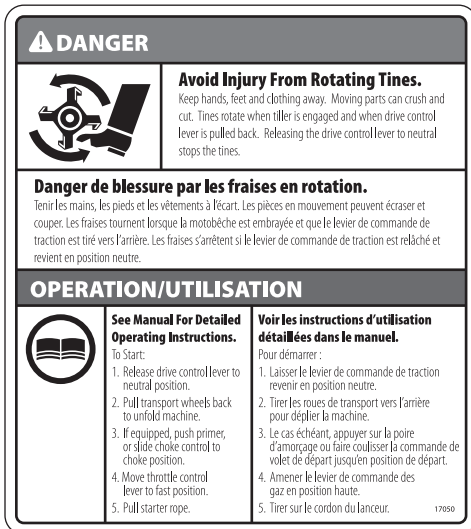 DANGER
Avoid Injury From Rotating Tines.
Keep hands, feet and clothing away. Moving parts can crush and
cut. Tines rotate when tiller is engaged and when drive control
lever is pulled back. Releasing the drive control lever to neutral
stops the tines.
Danger de blessure par les fraises en rotation.
Tenir les mains, les pieds et les vêtements à l'écart. Les pièces en mouvement peuvent écraser et
couper. Les fraises tournent lorsque la motobêche est embrayée et que le levier de commande de
traction est tiré vers l'arrière. Les fraises s'arrêtent si le levier de commande de traction est relâché et
revient en position neutre.
OPERATION/UTILISATION
See Manual For Detailed
Operating Instructions.
To Start:
1. Release drive control lever to
neutral position.
2. Pull transport wheels back
to unfold machine.
3. If equipped, push primer,
or slide choke control to
choke position.
4. Move throttle control
lever to fast position.
5. Pull starter rope.
Voir les instructions d'utilisation
détaillées dans le manuel.
Pour démarrer :
1. Laisser le levier de commande de traction
revenir en position neutre.
2. Tirer les roues de transport vers l'arrière
pour déplier la machine.
3. Le cas échéant, appuyer sur la poire
d'amorçage ou faire coulisser la commande de
volet de départ jusqu'en position de départ.
4. Amener le levier de commande des
gaz en position haute.
5. Tirer sur le cordon du lanceur.
17050